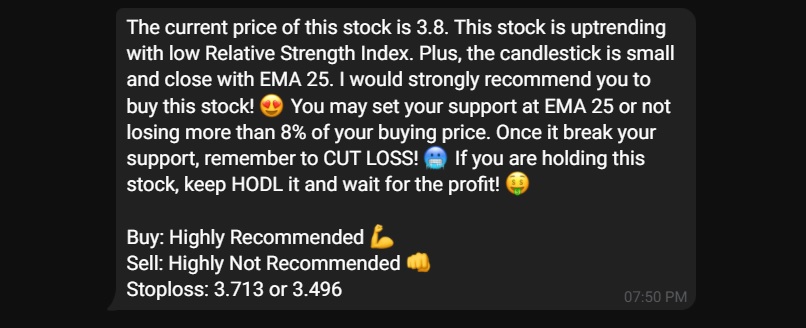 The current price of this stock is 3.8. This stock is uptrending
with low Relative Strength Index. Plus, the candlestick is small
and close with EMA 25. I would strongly recommend you to
buy this stock! 😍 You may set your support at EMA 25 or not
losing more than 8% of your buying price. Once it break your
support, remember to CUT LOSS! 🥶 If you are holding this
stock, keep HODL it and wait for the profit! 🤑
Buy: Highly Recommended 💪
Sell: Highly Not Recommended 👊
Stoploss: 3.713 or 3.496
07:50 PM